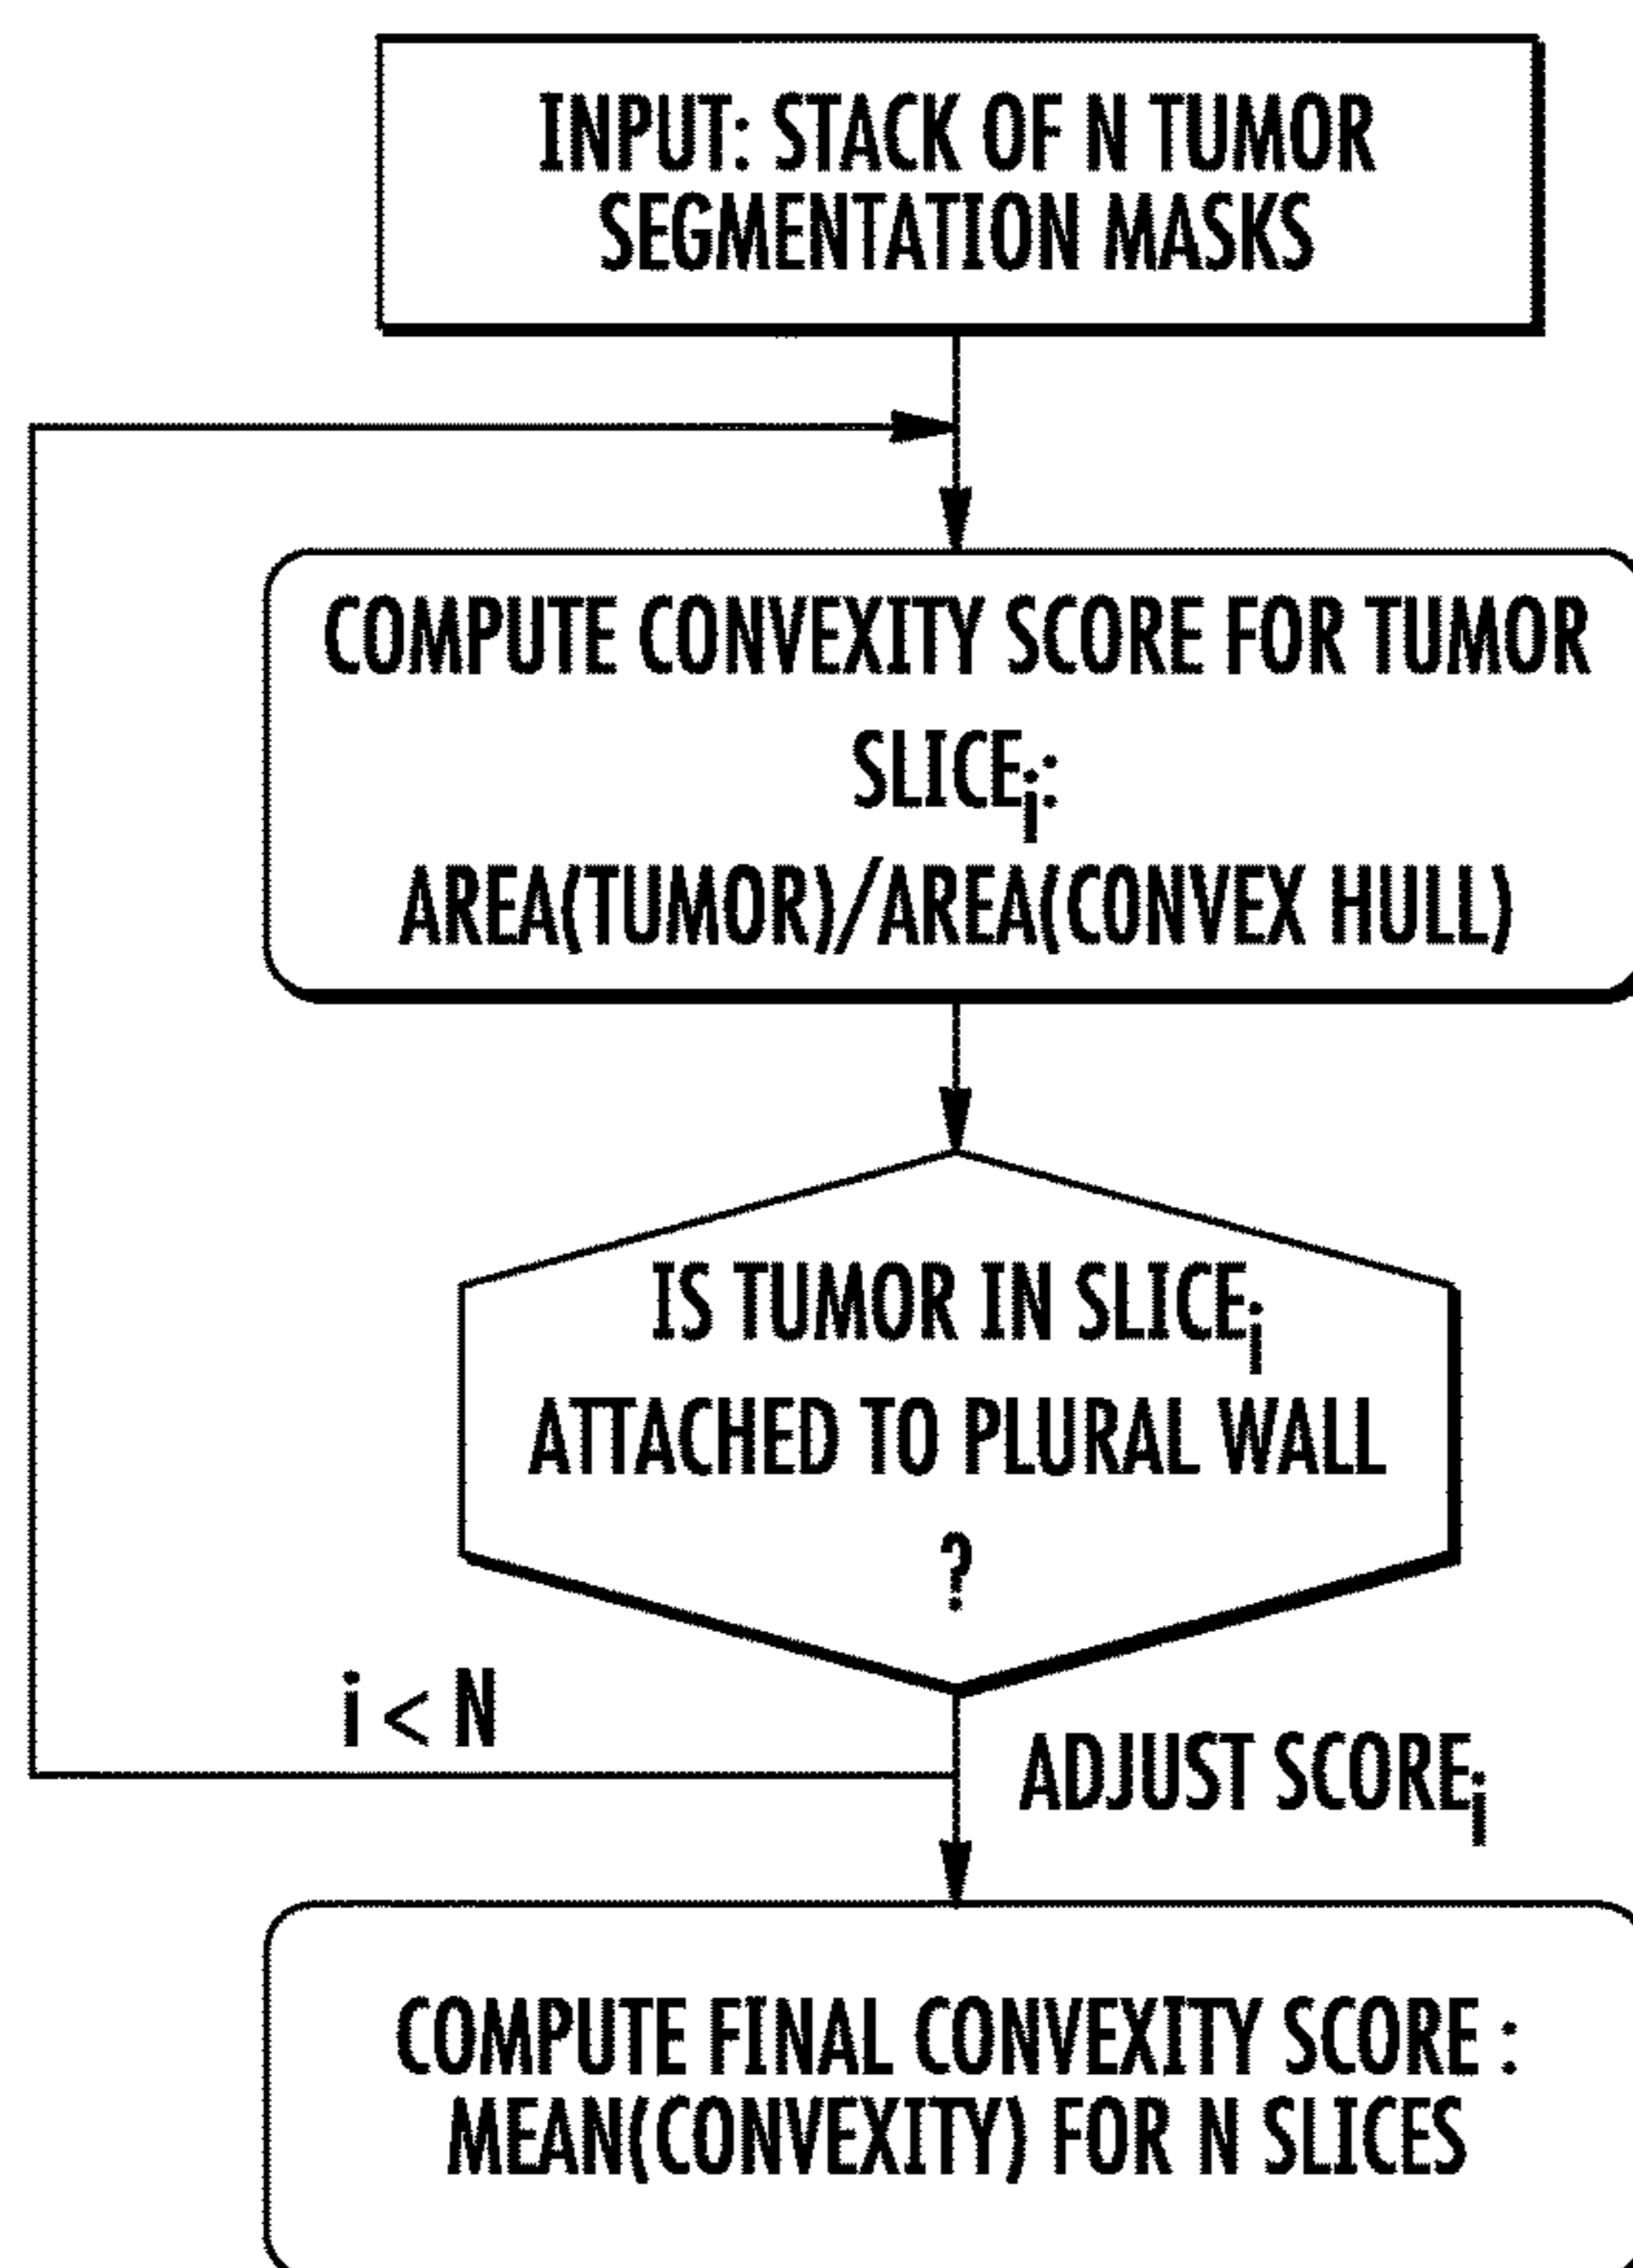 INPUT: STACK OF N TUMOR
SEGMENTATION MASKS
COMPUTE CONVEXITY SCORE FOR TUMOR
SLICEi:
AREA(TUMOR)/AREA(CONVEX HULL)
IS TUMOR IN SLICEi
ATTACHED TO PLURAL WALL
?
i < N
ADJUST SCOREi
COMPUTE FINAL CONVEXITY SCORE :
MEAN(CONVEXITY) FOR N SLICES